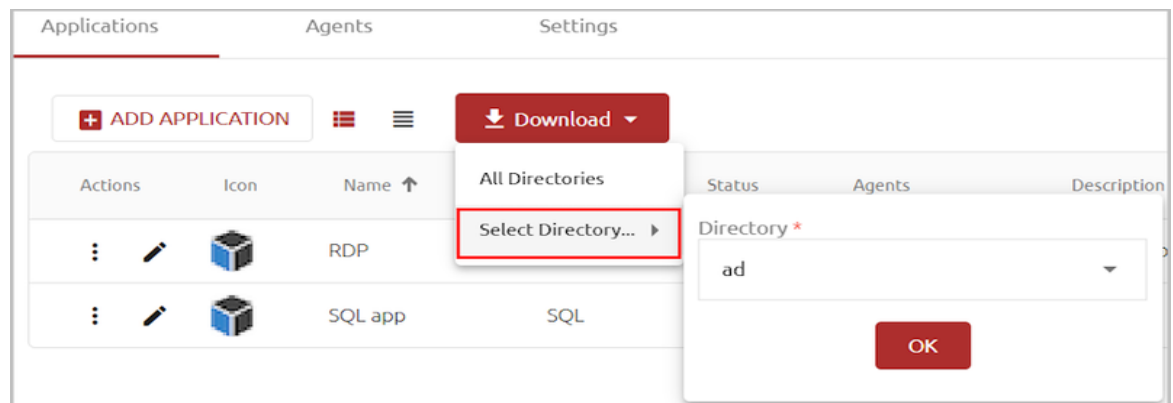 Applications Agents Settings
ADD APPLICATION Download
All Directories
Actions Icon Name Status Agents Description
Select Directory...
Directory *
RDP
ad
SQL app SQL
OK